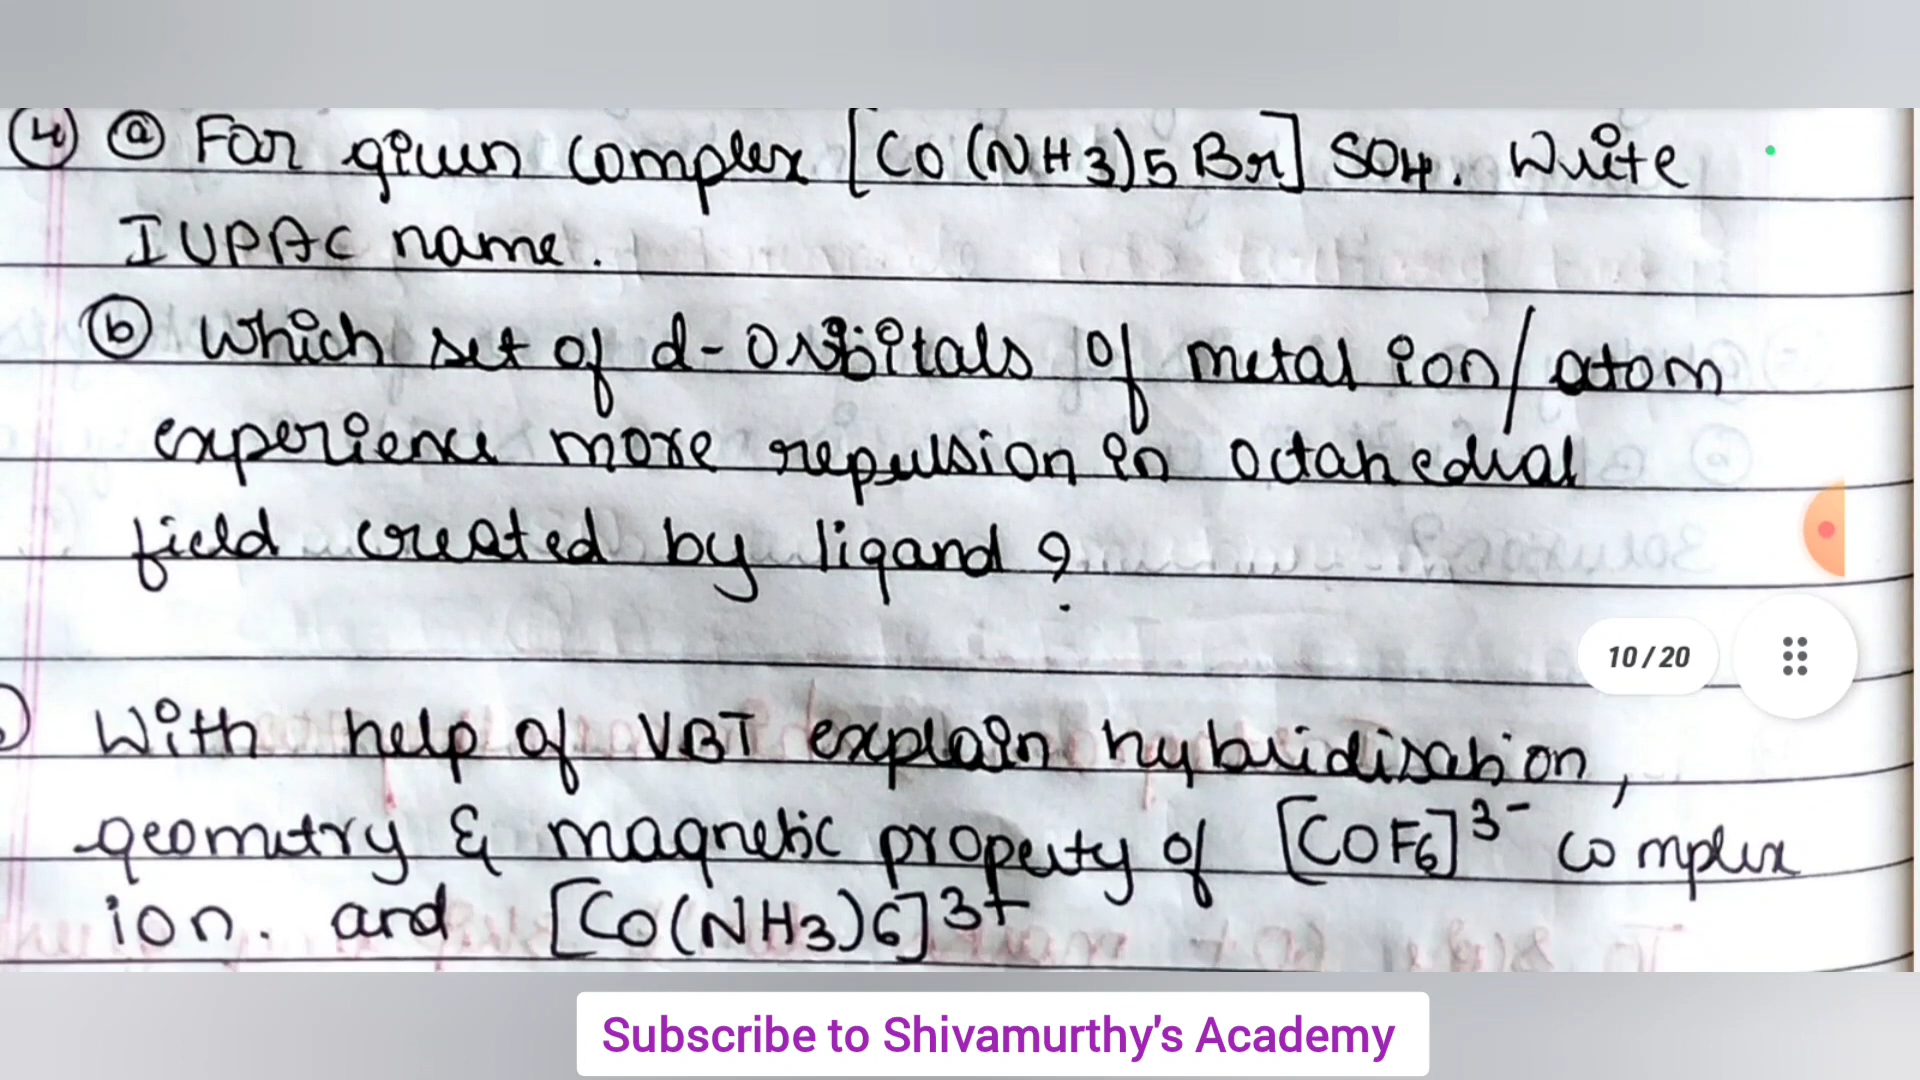 (4) (a) For given complex [Co(NH3)5Br] SO4. Write
IUPAC name.
(b) Which set of d-orbitals of metal ion/atom
experience more repulsion in octahedral
field created by ligand ?
10/20
With help of VBT explain hybridisation,
geometry & magnetic property of [CoF6]3- complex
ion. and [Co(NH3)6]3+
Subscribe to Shivamurthy's Academy